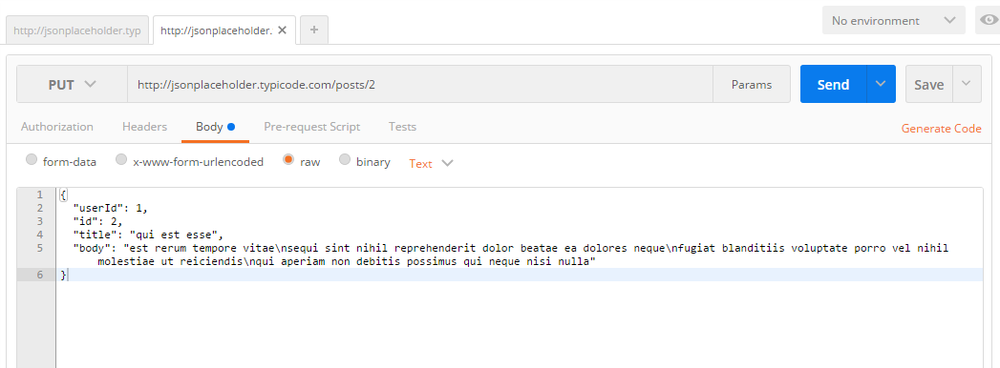 No environment
http://jsonplaceholder.typ http://jsonplaceholder. × +
PUT http://jsonplaceholder.typicode.com/posts/2 Params Send Save
Authorization Headers Body Pre-request Script Tests Generate Code
form-data x-www-form-urlencoded raw binary Text
1 {
2 "userId": 1,
3 "id": 2,
4 "title": "qui est esse",
5 "body": "est rerum tempore vitae\nsequi sint nihil reprehenderit dolor beatae ea dolores neque\nfugiat blanditiis voluptate porro vel nihil
molestiae ut reiciendis\nqui aperiam non debitis possimus qui neque nisi nulla"
6 }